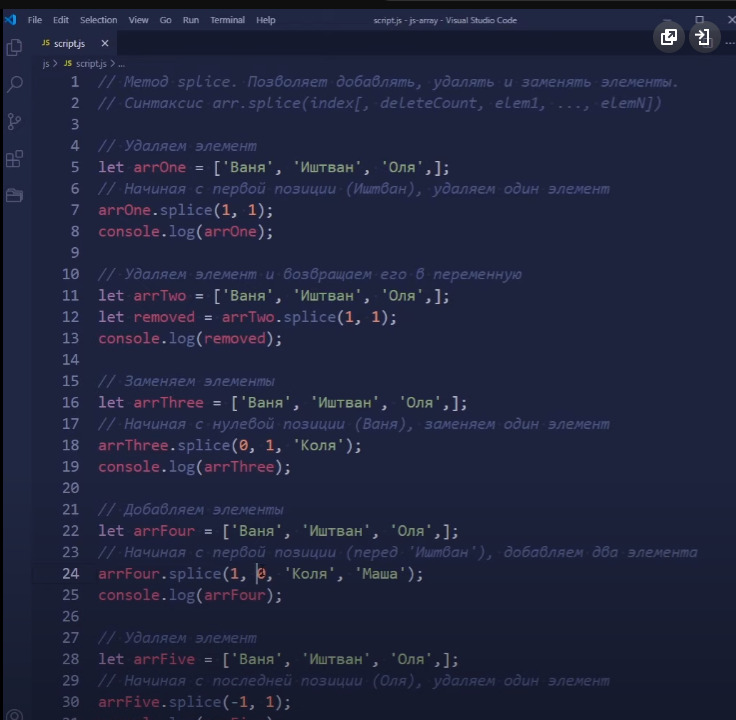 File Edit Selection View Go Run Terminal Help script.js - js-array - Visual Studio Code
JS script.js ×
js > JS script.js > ...
1 // Метод splice. Позволяет добавлять, удалять и заменять элементы.
2 // Синтаксис arr.splice(index[, deleteCount, elem1, ..., elemN])
3
4 // Удаляем элемент
5 let arrOne = ['Ваня', 'Иштван', 'Оля',];
6 // Начиная с первой позиции (Иштван), удаляем один элемент
7 arrOne.splice(1, 1);
8 console.log(arrOne);
9
10 // Удаляем элемент и возвращаем его в переменную
11 let arrTwo = ['Ваня', 'Иштван', 'Оля',];
12 let removed = arrTwo.splice(1, 1);
13 console.log(removed);
14
15 // Заменяем элементы
16 let arrThree = ['Ваня', 'Иштван', 'Оля',];
17 // Начиная с нулевой позиции (Ваня), заменяем один элемент
18 arrThree.splice(0, 1, 'Коля');
19 console.log(arrThree);
20
21 // Добавляем элементы
22 let arrFour = ['Ваня', 'Иштван', 'Оля',];
23 // Начиная с первой позиции (перед 'Иштван'), добавляем два элемента
24 arrFour.splice(1, 0, 'Коля', 'Маша');
25 console.log(arrFour);
26
27 // Удаляем элемент
28 let arrFive = ['Ваня', 'Иштван', 'Оля',];
29 // Начиная с последней позиции (Оля), удаляем один элемент
30 arrFive.splice(-1, 1);